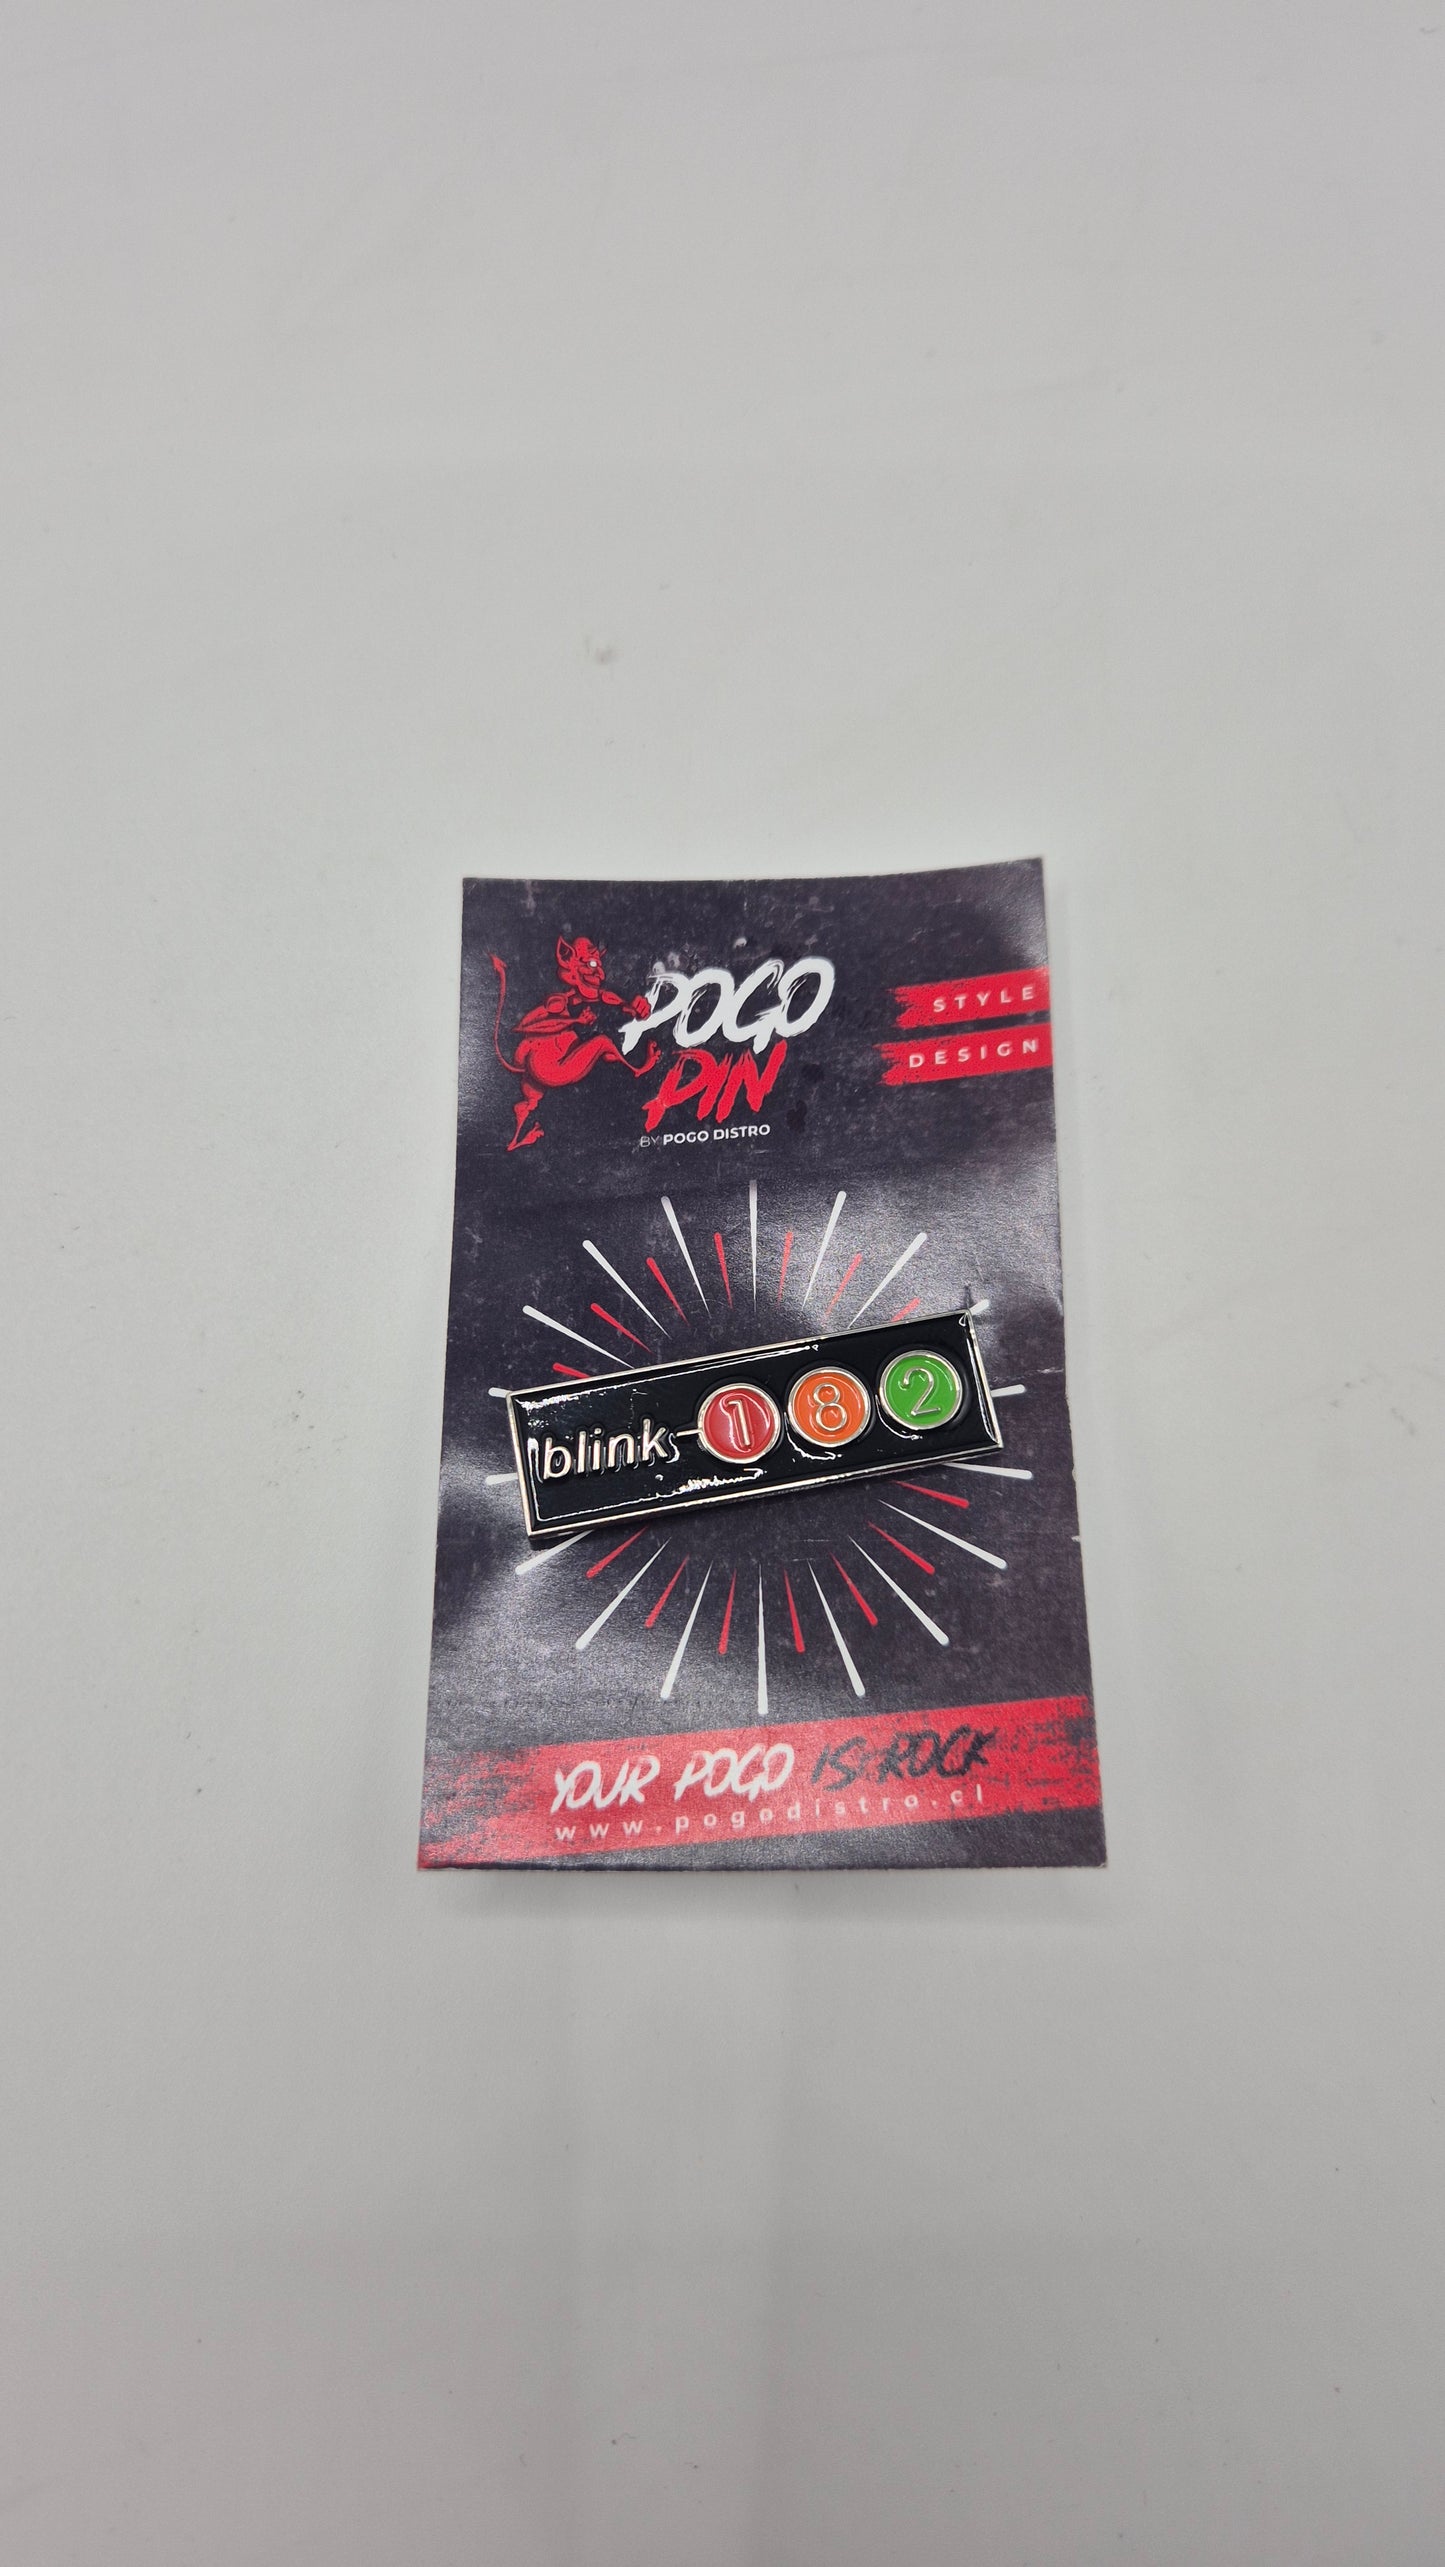 POGO
PIN
BY POGO DISTRO
STYLE
DESIGN
blink-182
YOUR POGO IS ROCK
www.pogodistro.cl